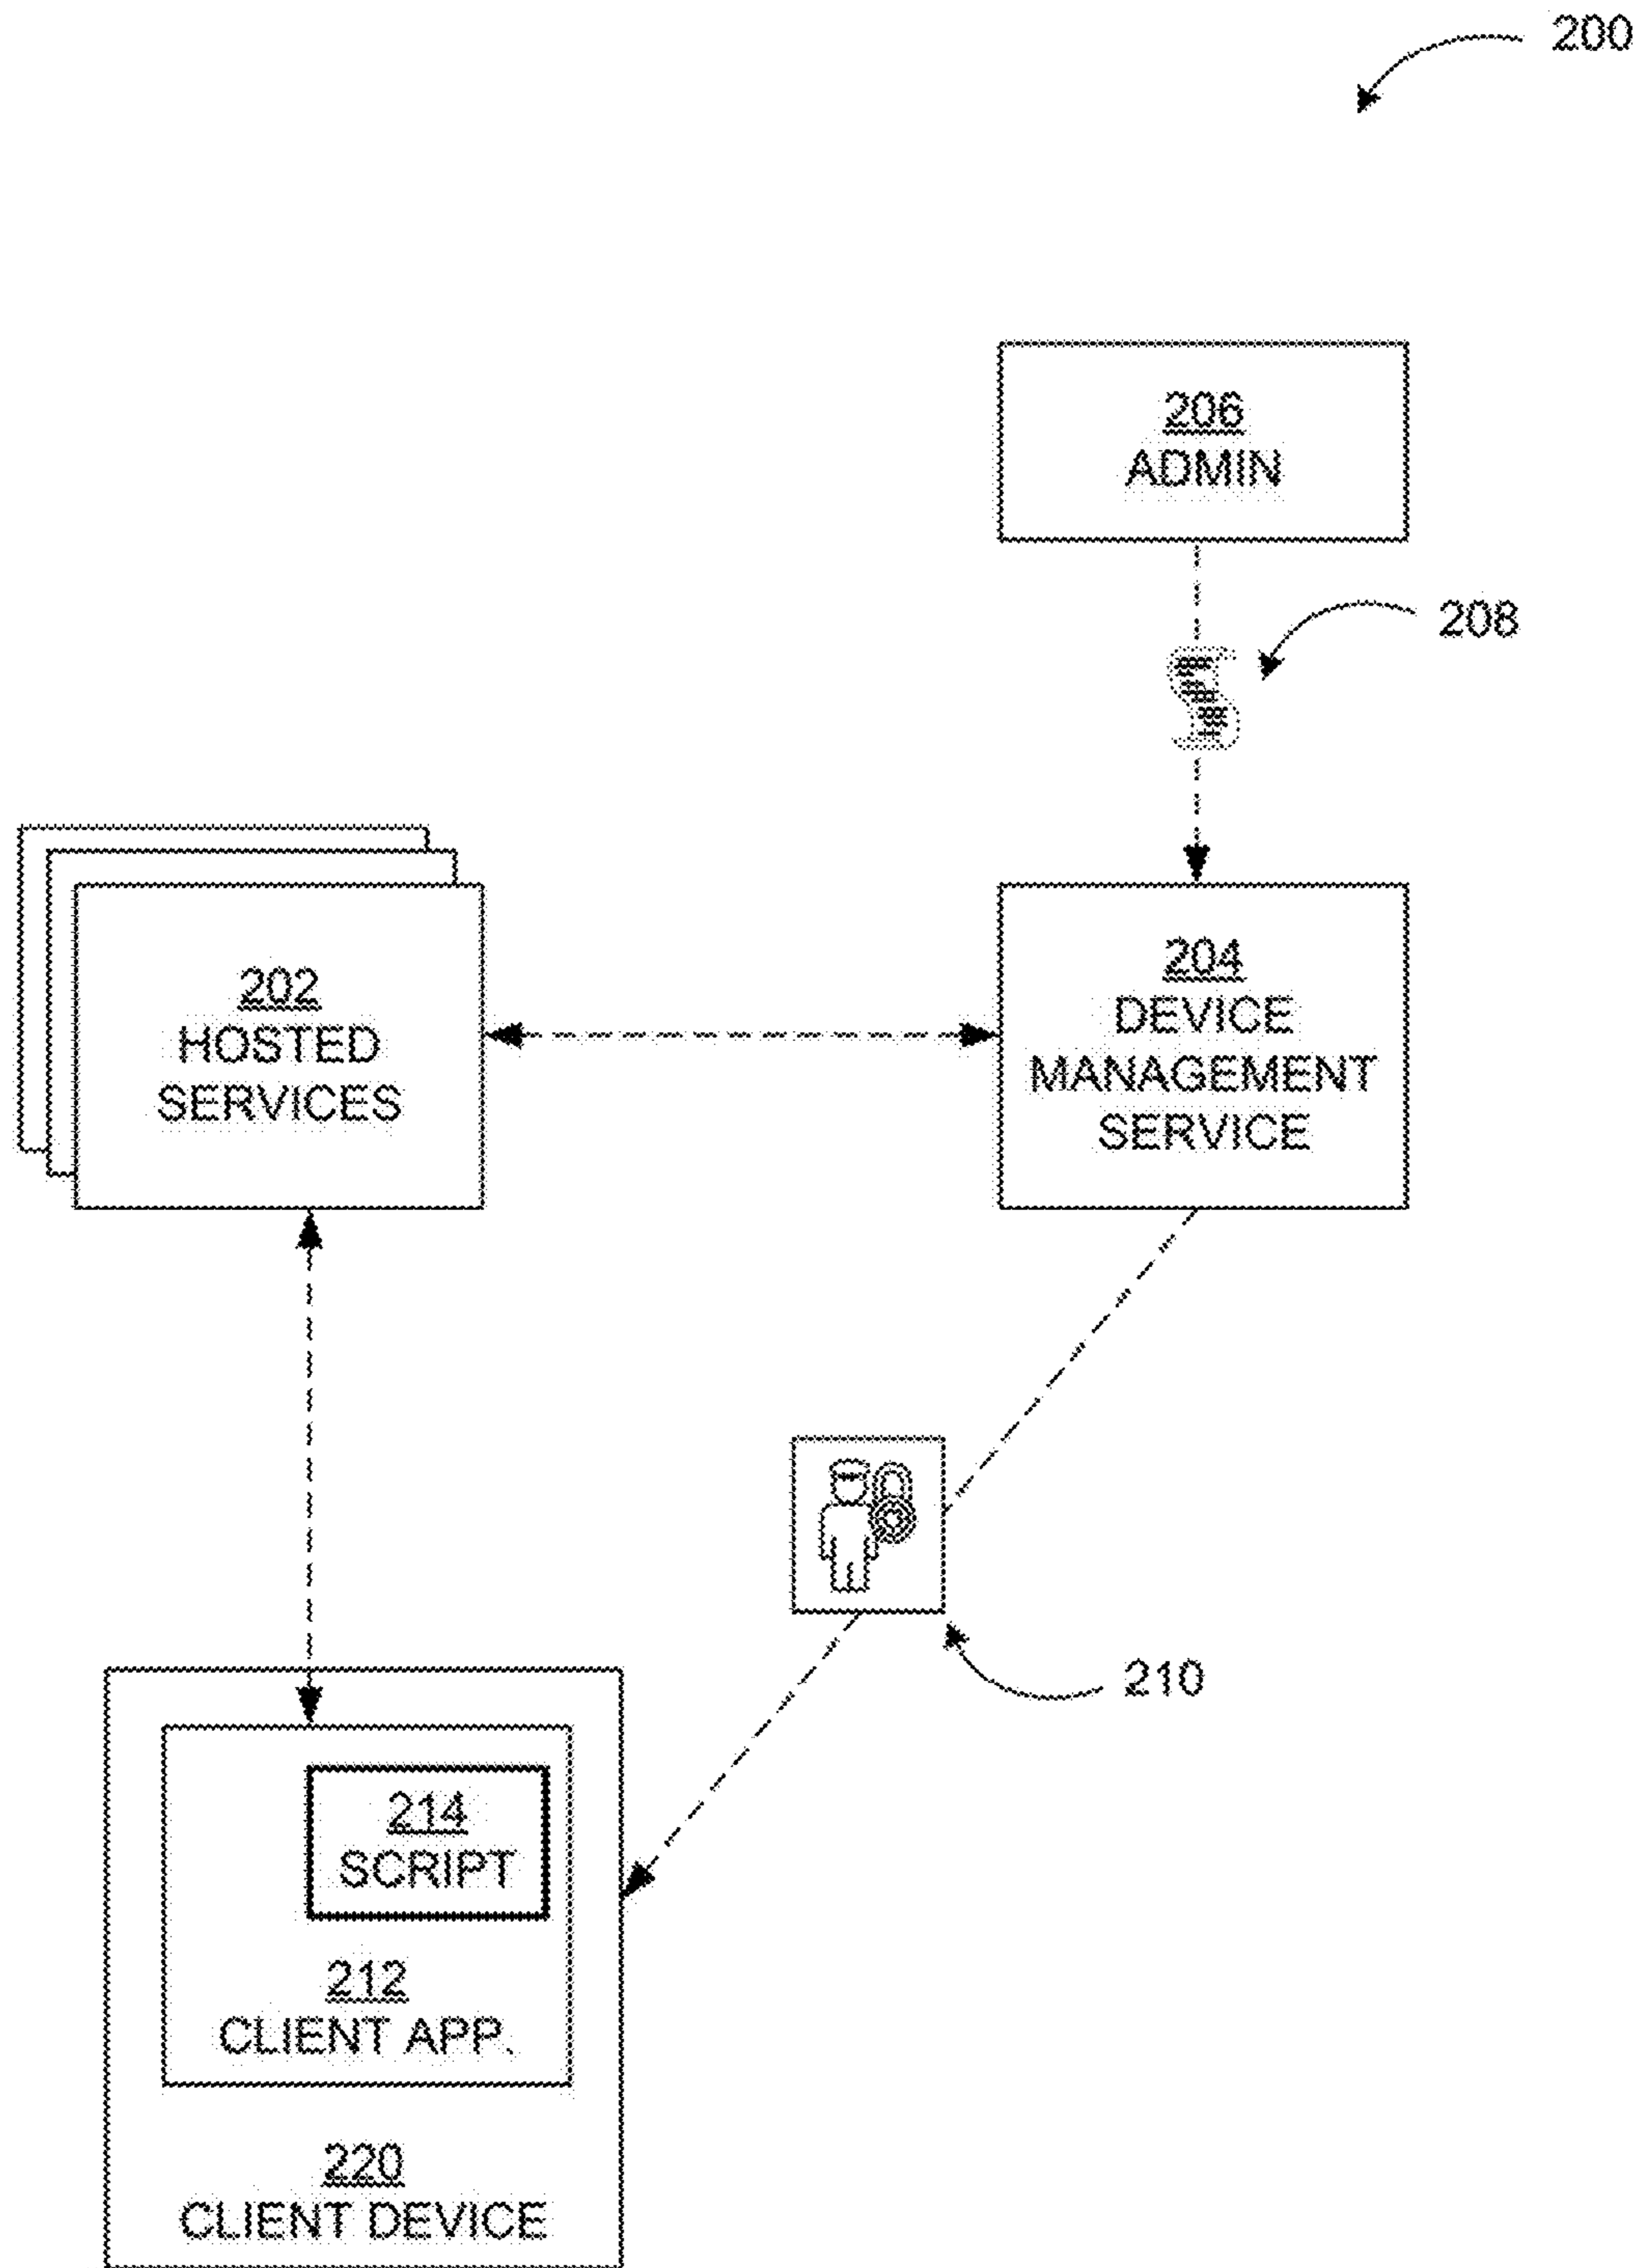 200
206
ADMIN
208
202
HOSTED
SERVICES
204
DEVICE
MANAGEMENT
SERVICE
210
214
SCRIPT
212
CLIENT APP.
220
CLIENT DEVICE